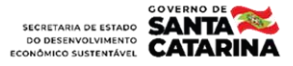 SECRETARIA DE ESTADO
DO DESENVOLVIMENTO
ECONÔMICO SUSTENTÁVEL
GOVERNO DE
SANTA
CATARINA